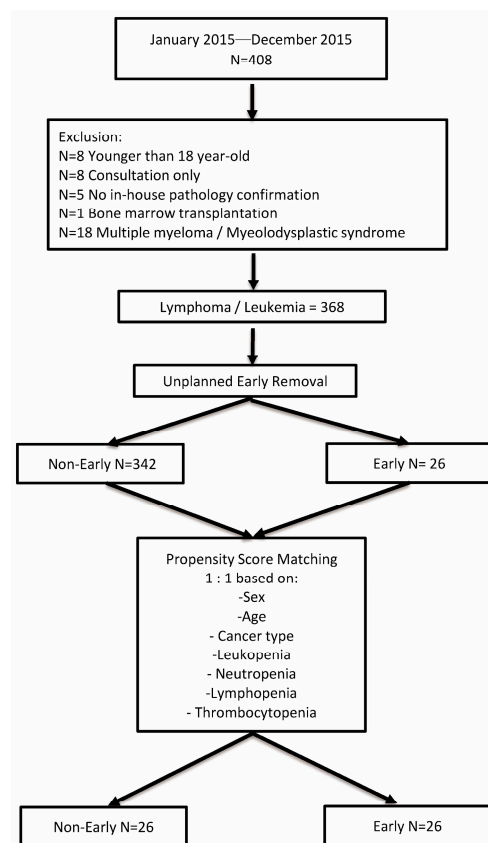 January 2015—December 2015
N=408
Exclusion:
N=8 Younger than 18 year-old
N=8 Consultation only
N=5 No in-house pathology confirmation
N=1 Bone marrow transplantation
N=18 Multiple myeloma / Myeolodysplastic syndrome
Lymphoma / Leukemia = 368
Unplanned Early Removal
Non-Early N=342
Early N= 26
Propensity Score Matching
1 : 1 based on:
-Sex
-Age
- Cancer type
-Leukopenia
- Neutropenia
-Lymphopenia
- Thrombocytopenia
Non-Early N=26
Early N=26